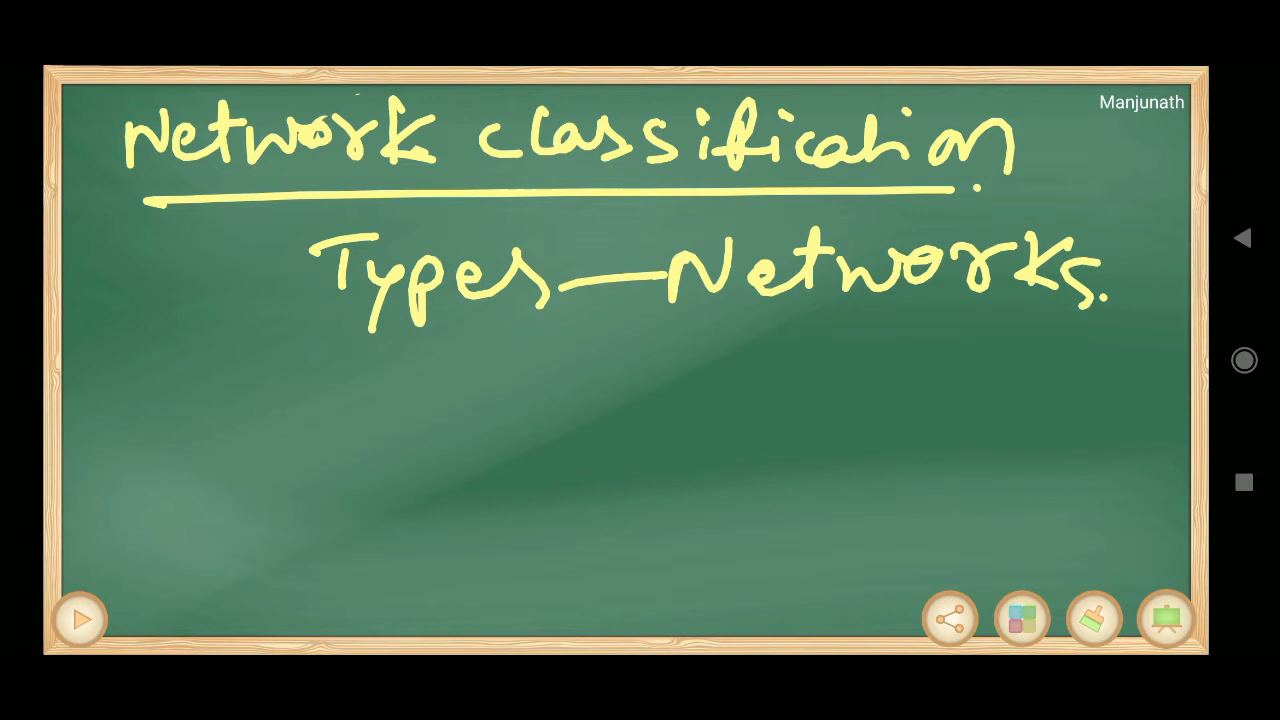 Manjunath
Network classification.
Types — Networks.